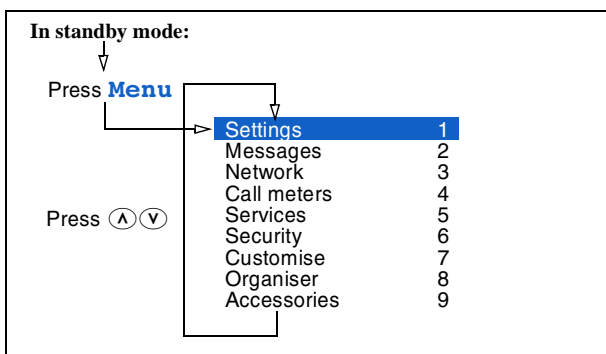 In standby mode:
Press Menu
Settings 1
Messages 2
Network 3
Call meters 4
Services 5
Press
Security 6
Customise 7
Organiser 8
Accessories 9